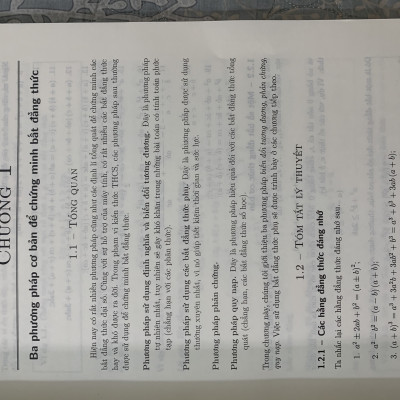 CHƯƠNG 1
Ba phương pháp cơ bản để chứng minh bất đẳng thức
1.1 – TỔNG QUAN
Hiện nay có rất nhiều phương pháp cũng như các định lí tổng quát để chứng minh các
bất đẳng thức đại số. Cùng với sự hỗ trợ của máy tính, có rất nhiều các bất đẳng thức
hay và khó được ra đời. Trong phạm vi kiến thức THCS, các phương pháp sau thường
được sử dụng để chứng minh bất đẳng thức.
Phương pháp sử dụng định nghĩa và biến đổi tương đương. Đây là phương pháp
tự nhiên nhất, tuy nhiên sẽ gây khó khăn trong những bài toán có tính toán phức
tạp (chẳng hạn với các phân thức).
Phương pháp sử dụng các bất đẳng thức phụ. Đây là phương pháp được sử dụng
thường xuyên nhất, vì nó giúp tiết kiệm thời gian và sức lực.
Phương pháp phản chứng.
Phương pháp quy nạp. Đây là phương pháp hiệu quả đối với các bất đẳng thức tổng
quát (chẳng hạn, các bất đẳng thức số học).
Trong chương này, chúng tôi giới thiệu ba phương pháp biến đổi tương đương, phản chứng,
quy nạp. Việc sử dụng bất đẳng thức phụ sẽ được trình bày ở các chương tiếp theo.
1.2 – TÓM TẮT LÝ THUYẾT
1.2.1 – Các hằng đẳng thức đáng nhớ
Ta nhắc lại các hằng đẳng thức đáng nhớ sau.
1. a² ± 2ab + b² = (a ± b)²;
2. a² − b² = (a − b)(a + b);
3. (a + b)³ = a³ + 3a²b + 3ab² + b³ = a³ + b³ + 3ab(a + b);